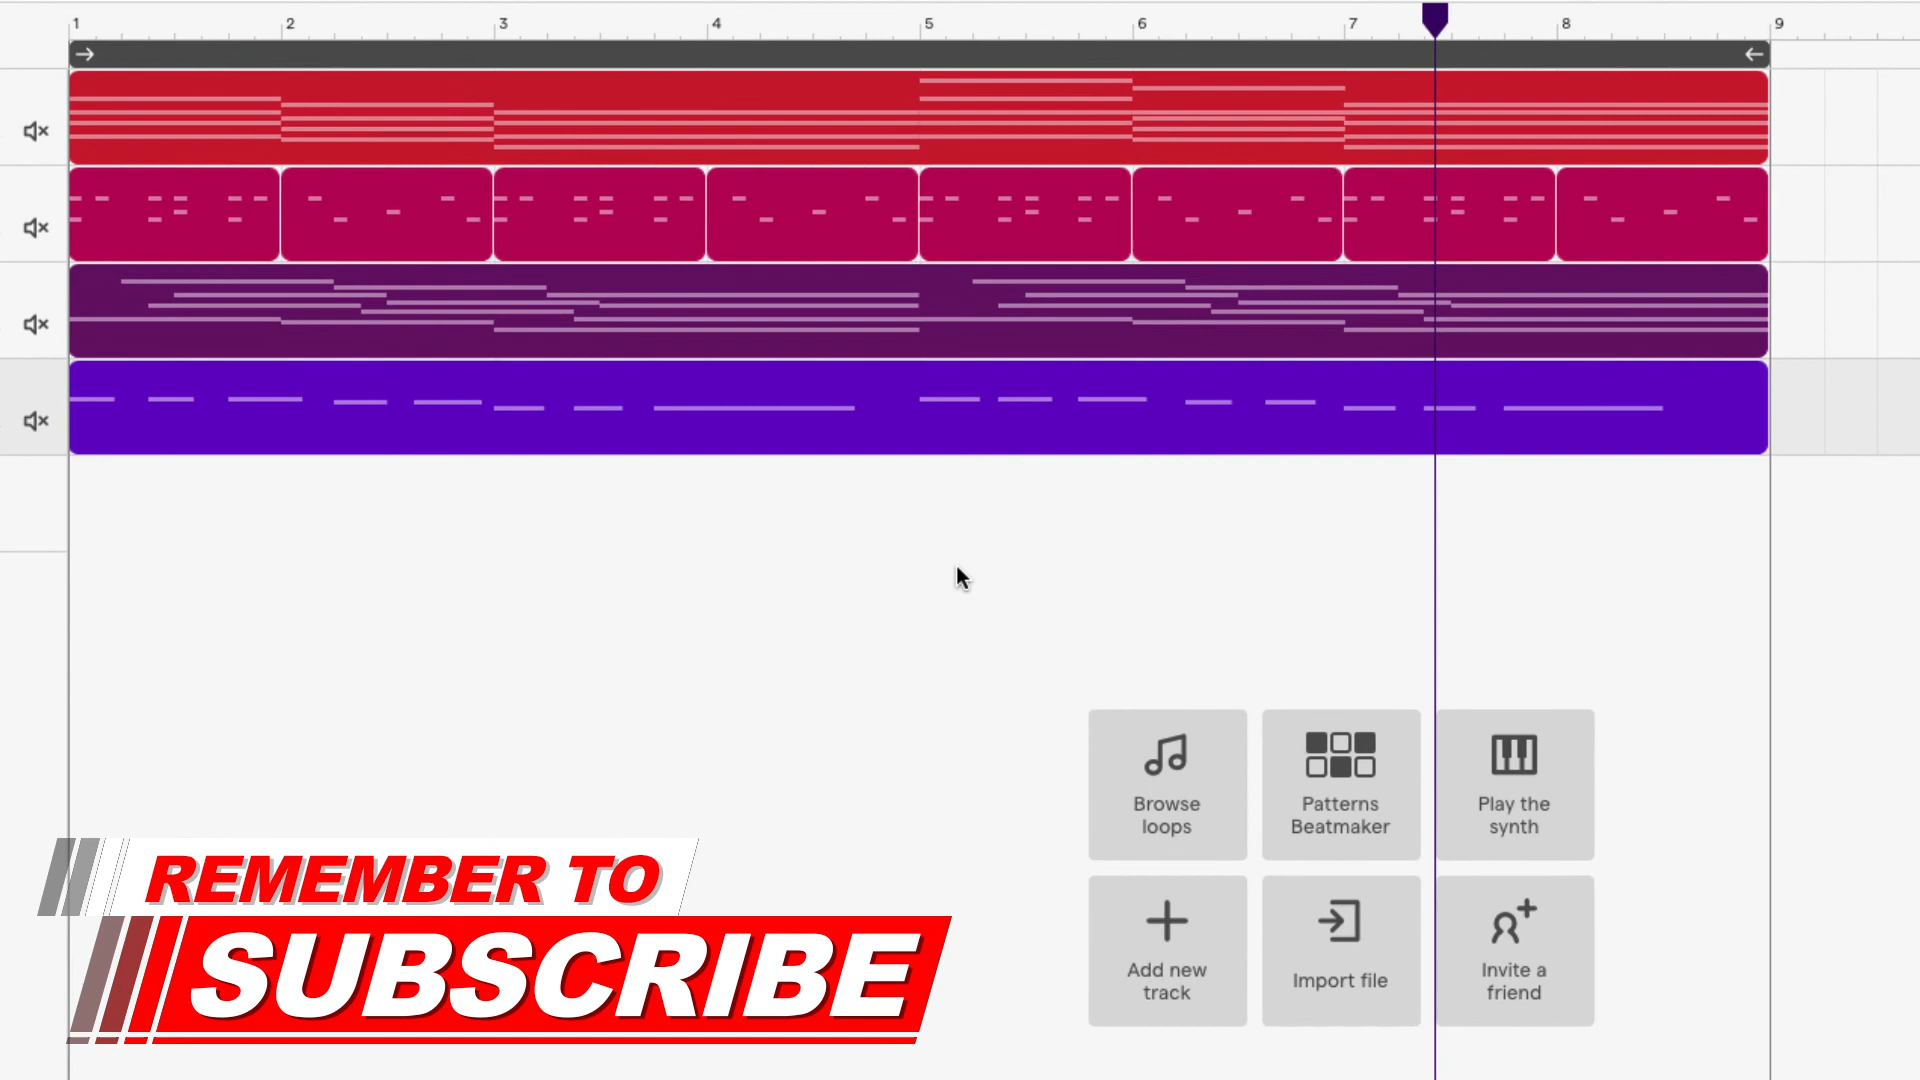 1 2 3 4 5 6 7 8 9
Browse
loops
Patterns
Beatmaker
Play the
synth
Add new
track
Import file
Invite a
friend
REMEMBER TO
SUBSCRIBE